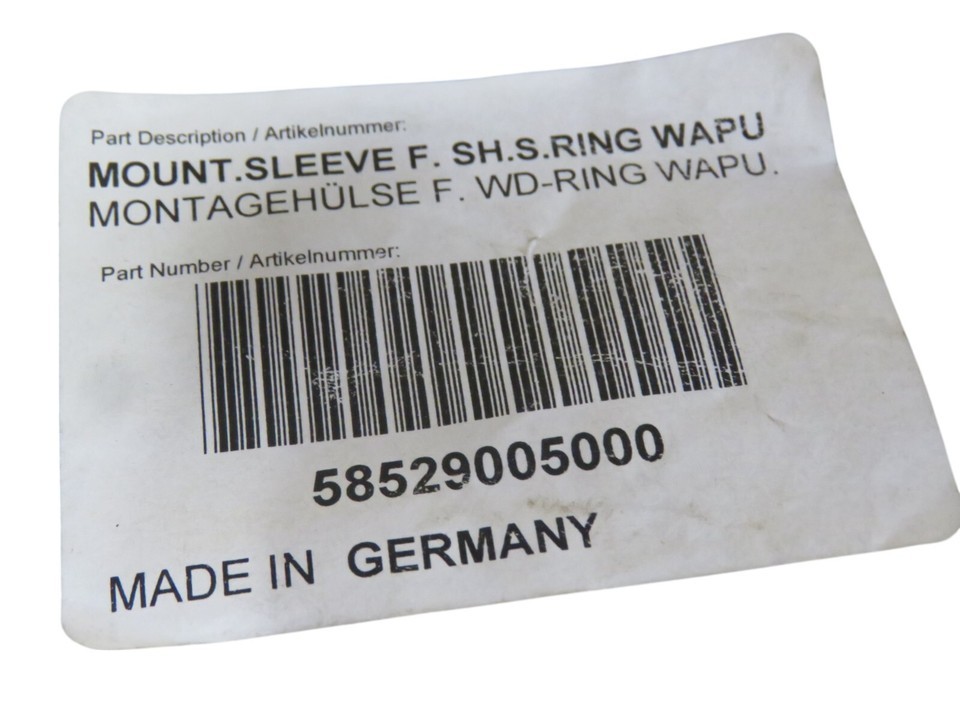 Part Description / Artikelnummer:
MOUNT.SLEEVE F. SH.S.RING WAPU
MONTAGEHÜLSE F. WD-RING WAPU.
Part Number / Artikelnummer:
58529005000
MADE IN GERMANY